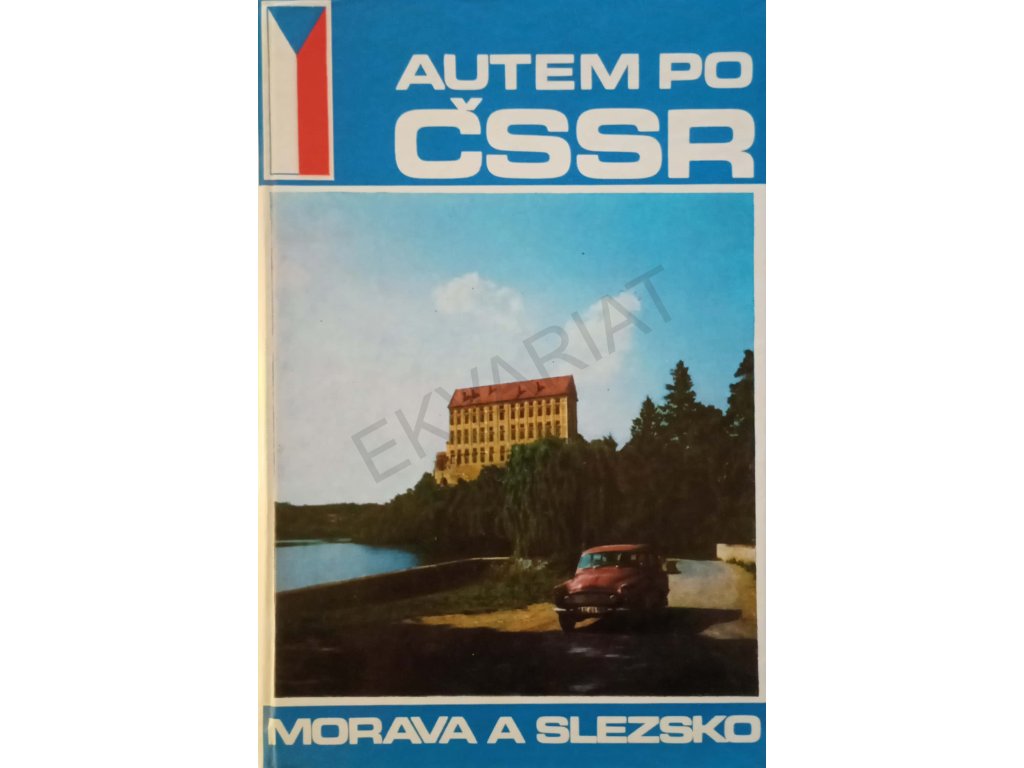 AUTEM PO
ČSSR
EKVARIAT
MORAVA A SLEZSKO